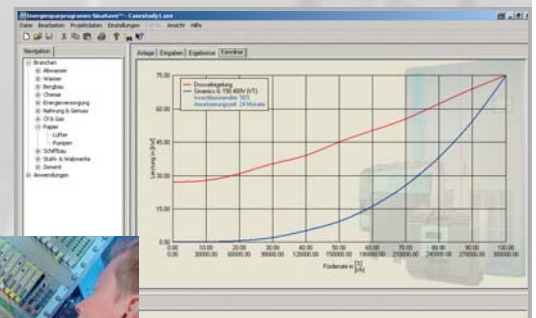 Energiesparprogramm-SinaSave™ - Casestudy1.sve
Datei Bearbeiten Projektdaten Einstellungen Ansicht Hilfe
Navigation
Branchen
Abwasser
Wasser
Bergbau
Chemie
Energieversorgung
Nahrung & Genuss
Öl & Gas
Papier
Lüfter
Pumpen
Schiffbau
Stahl- & Walzwerke
Zement
Anwendungen
Anlage Eingaben Ergebnisse Kennlinie
Drosselregelung
Sinamics G 150 400V (VT)
Amortisierungszeit: 24 Monate
Leistung in [kW]
75.00
60.00
45.00
30.00
15.00
0.00
0.00 10.00 20.00 30.00 40.00 50.00 60.00 70.00 80.00 90.00 100.00
0.00 30000.00 60000.00 90000.00 120000.00 150000.00 180000.00 210000.00 240000.00 270000.00 300000.00
Förderrate in [%]
[l/h]